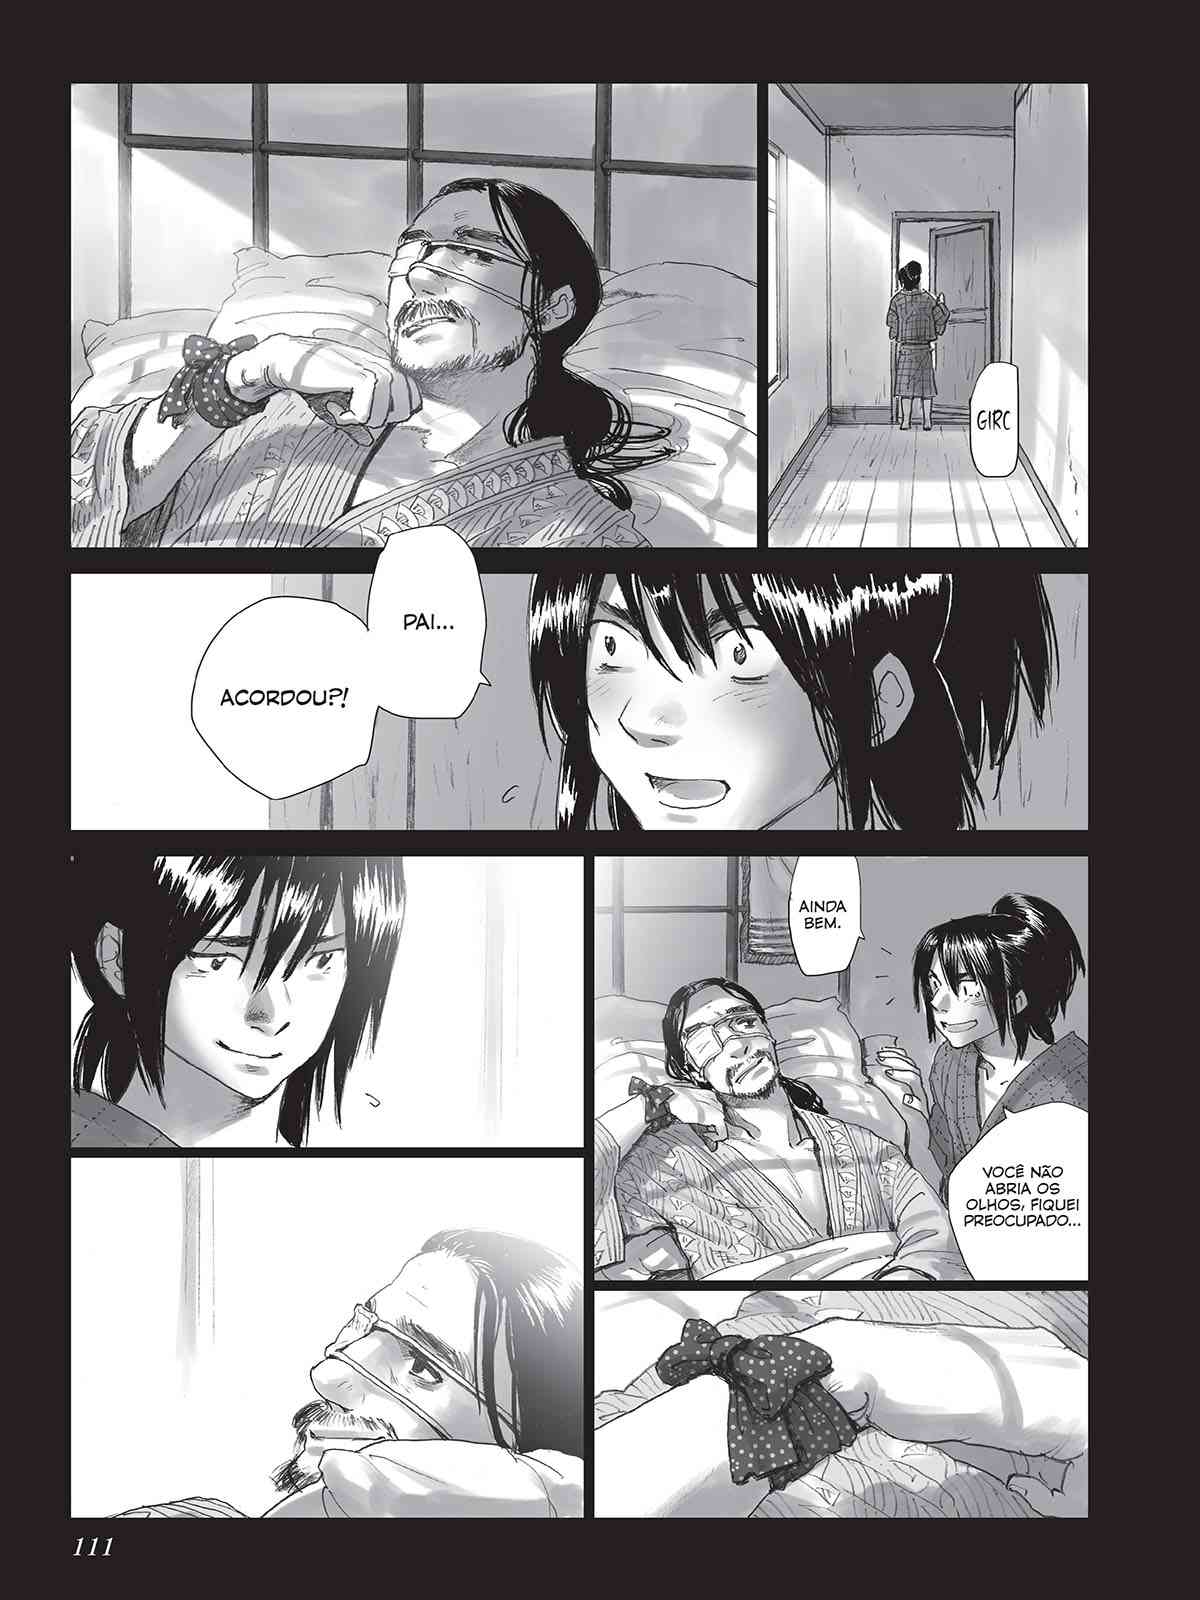 GIRC
PAI...
ACORDOU?!
AINDA
BEM.
VOCÊ NÃO
ABRIA OS
OLHOS, FIQUEI
PREOCUPADO...
111